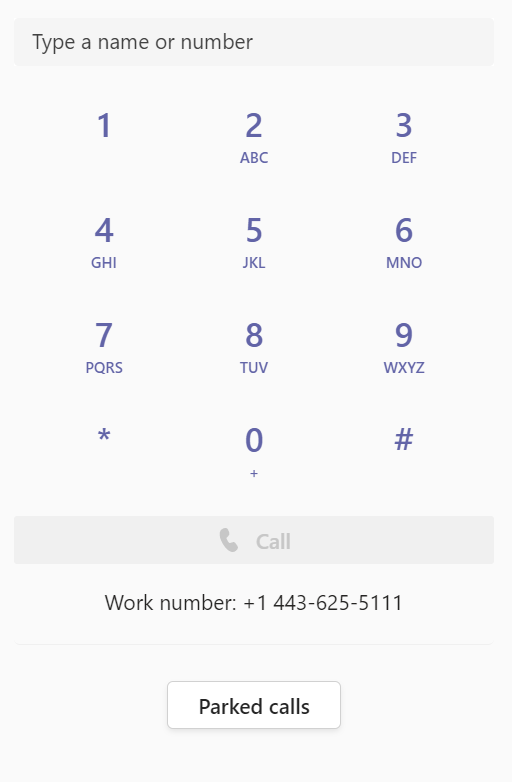 Type a name or number
1 2 3
ABC DEF
4 5 6
GHI JKL MNO
7 8 9
PQRS TUV WXYZ
* 0 #
+
Call
Work number: +1 443-625-5111
Parked calls